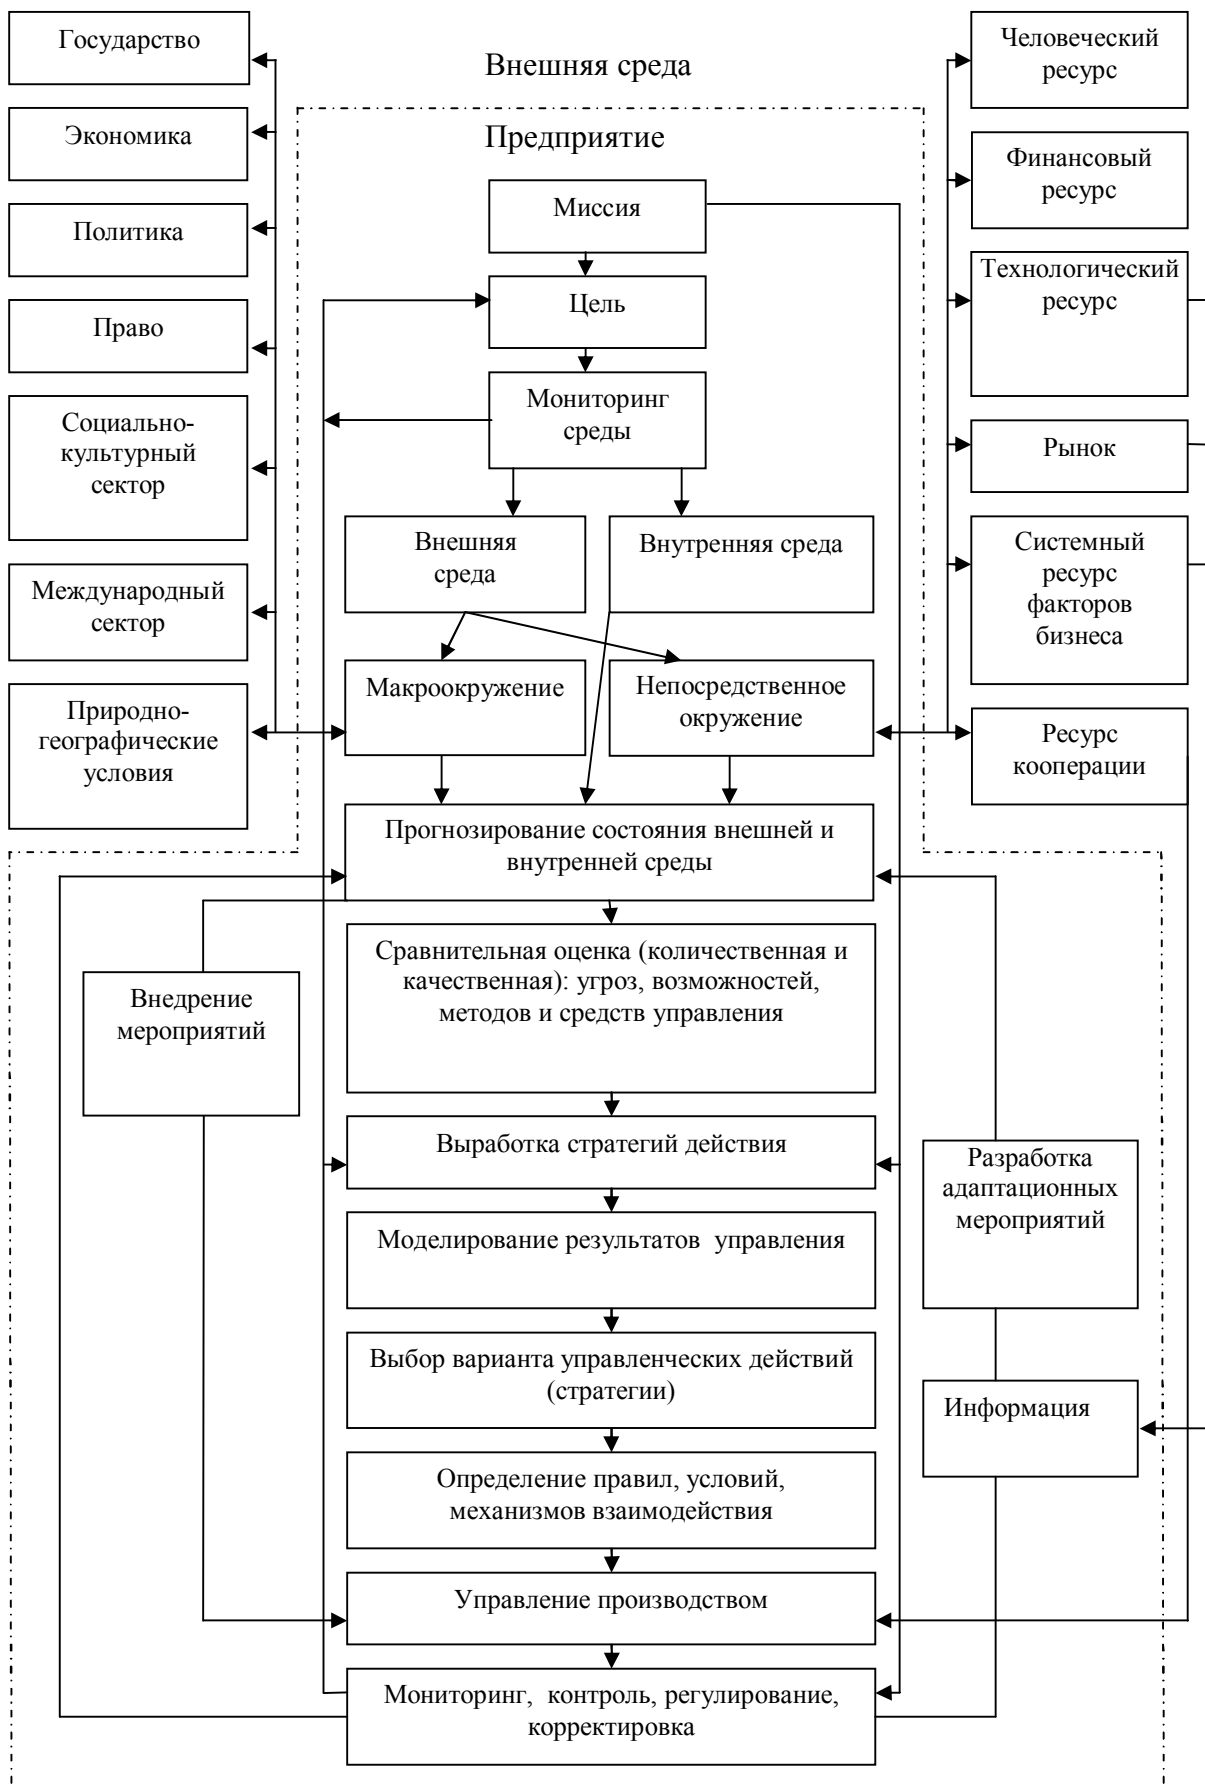 Государство
Экономика
Политика
Право
Социально-
культурный
сектор
Международный
сектор
Природно-
географические
условия
Внешняя среда
Предприятие
Миссия
Цель
Мониторинг
среды
Внешняя
среда
Внутренняя среда
Макроокружение
Непосредственное
окружение
Человеческий
ресурс
Финансовый
ресурс
Технологический
ресурс
Рынок
Системный
ресурс
факторов
бизнеса
Ресурс
кооперации
Прогнозирование состояния внешней и
внутренней среды
Сравнительная оценка (количественная и
качественная): угроз, возможностей,
методов и средств управления
Внедрение
мероприятий
Выработка стратегий действия
Разработка
адаптационных
мероприятий
Моделирование результатов управления
Выбор варианта управленческих действий
(стратегии)
Информация
Определение правил, условий,
механизмов взаимодействия
Управление производством
Мониторинг, контроль, регулирование,
корректировка